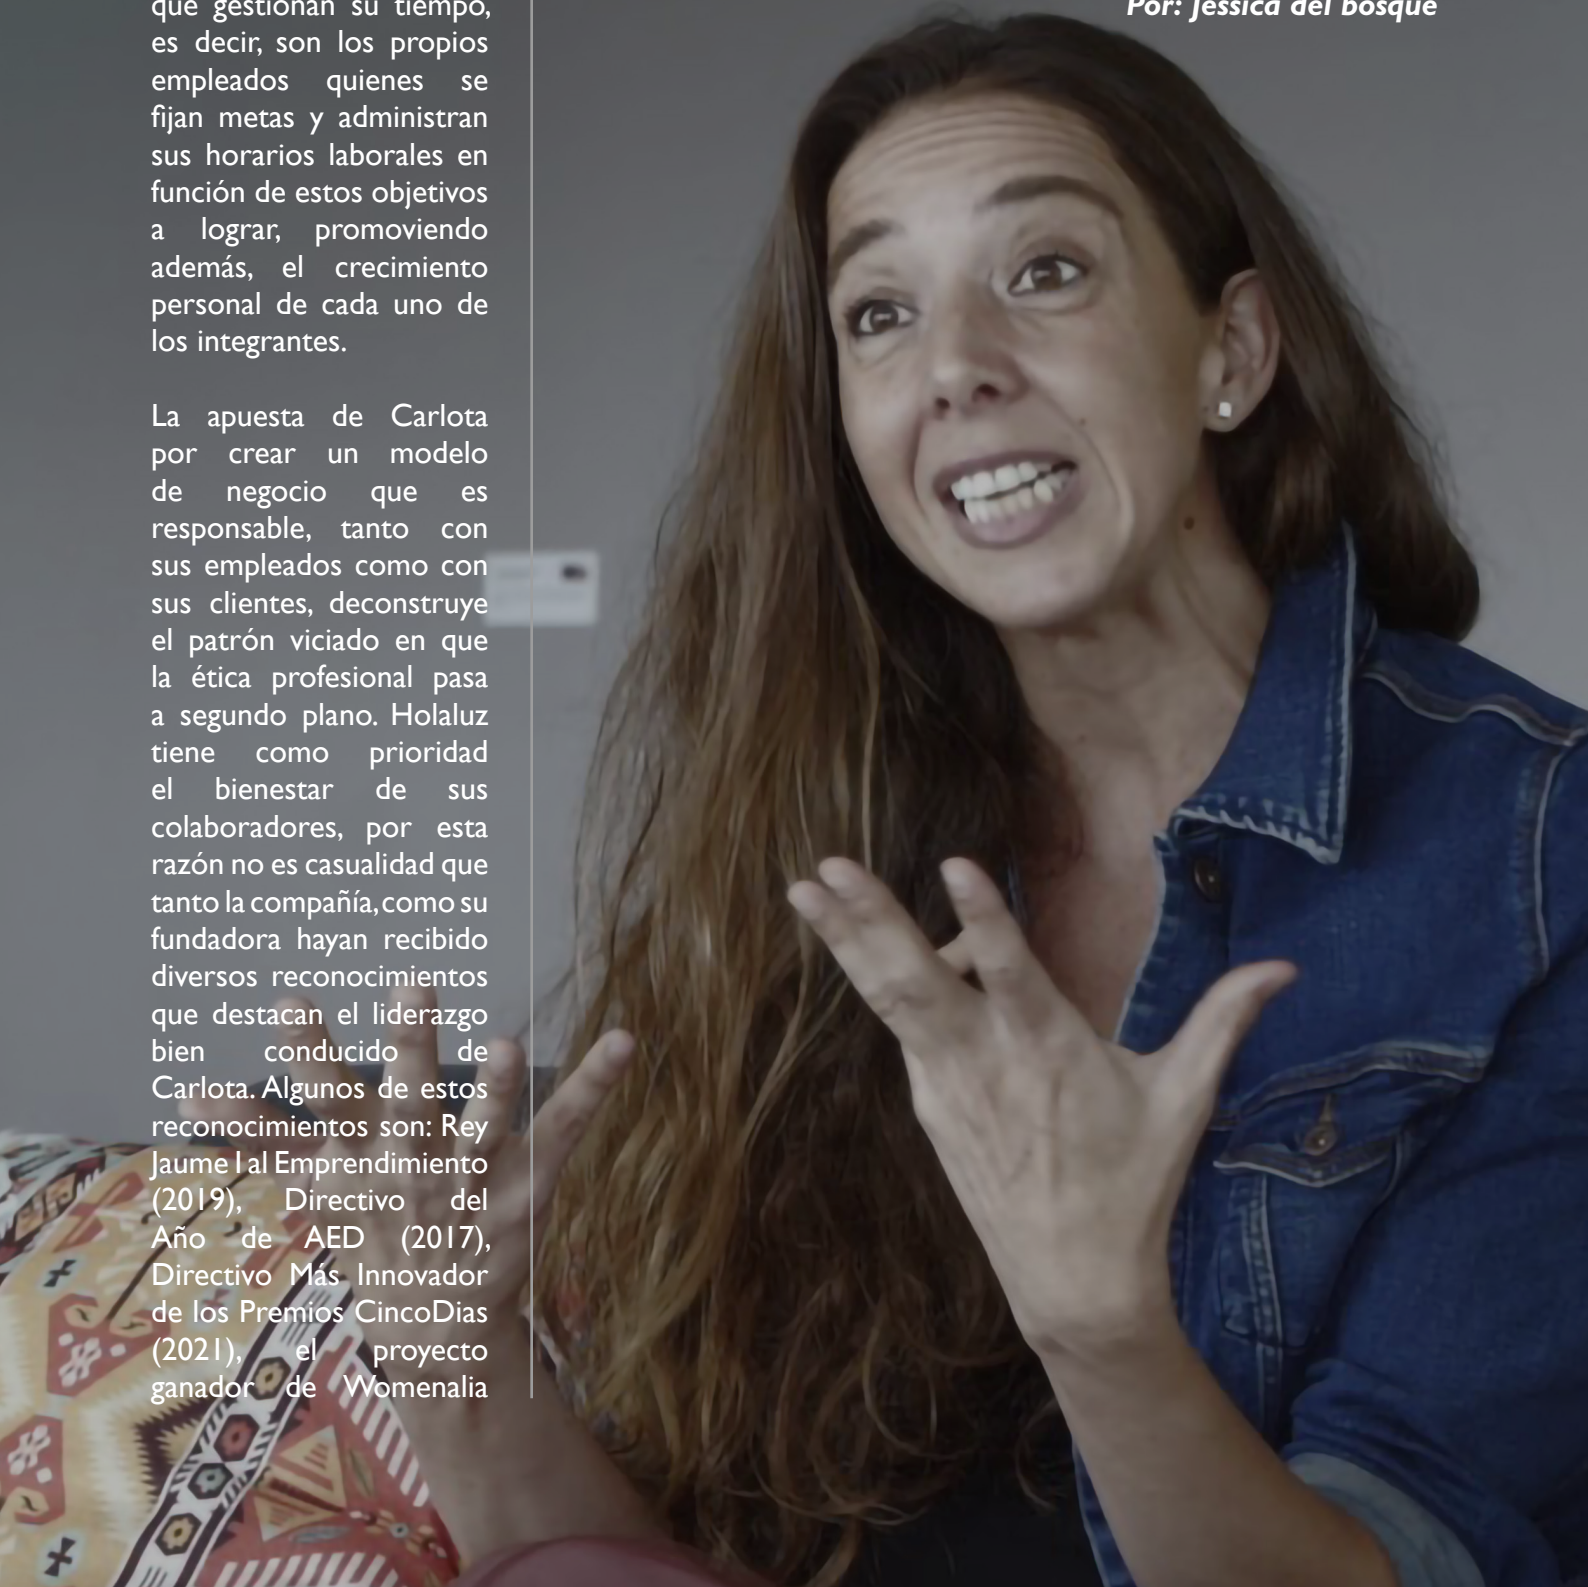 que gestionan su tiempo,
es decir, son los propios
empleados quienes se
fijan metas y administran
sus horarios laborales en
función de estos objetivos
a lograr, promoviendo
además, el crecimiento
personal de cada uno de
los integrantes.
La apuesta de Carlota
por crear un modelo
de negocio que es
responsable, tanto con
sus empleados como con
sus clientes, deconstruye
el patrón viciado en que
la ética profesional pasa
a segundo plano. Holaluz
tiene como prioridad
el bienestar de sus
colaboradores, por esta
razón no es casualidad que
tanto la compañía, como su
fundadora hayan recibido
diversos reconocimientos
que destacan el liderazgo
bien conducido de
Carlota. Algunos de estos
reconocimientos son: Rey
Jaume I al Emprendimiento
(2019), Directivo del
Año de AED (2017),
Directivo Más Innovador
de los Premios CincoDias
(2021), el proyecto
ganador de Womenalia
Por: Jessica del bosque